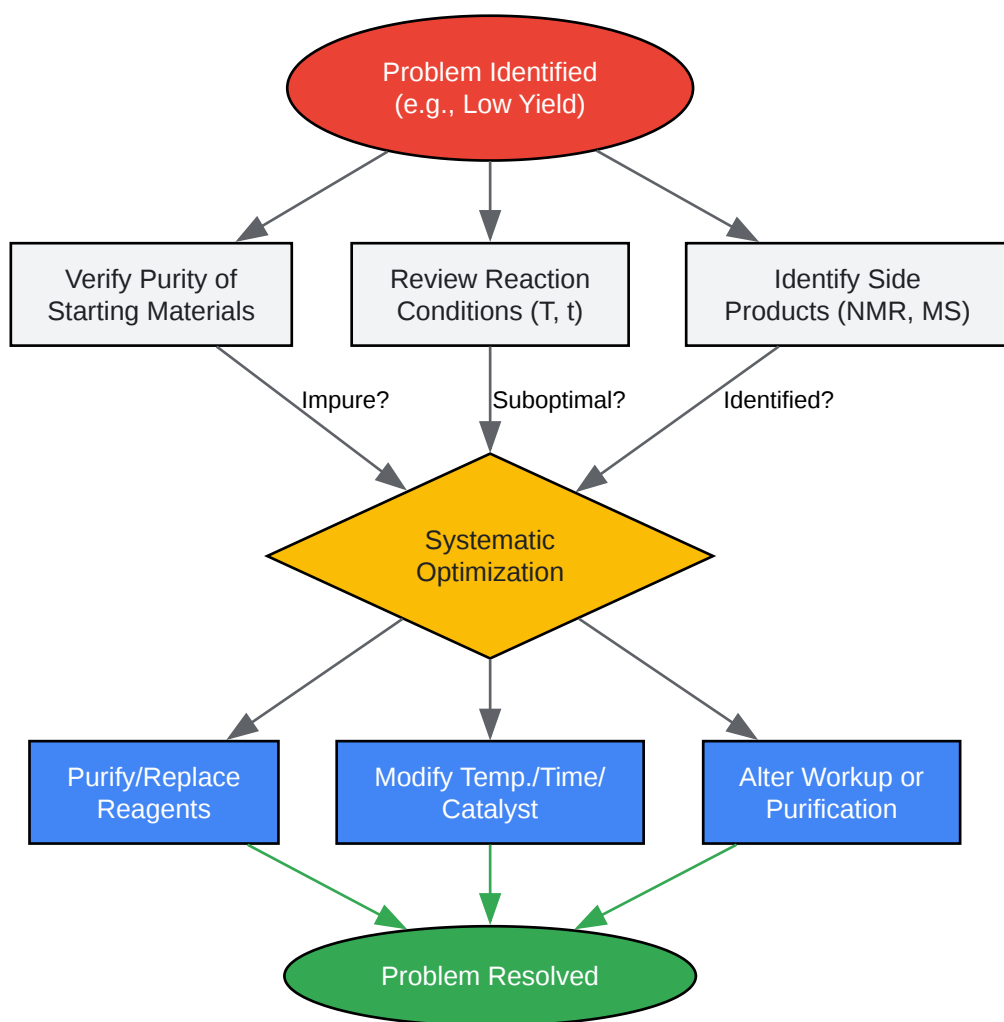 Problem Identified
(e.g., Low Yield)
Verify Purity of
Starting Materials
Review Reaction
Conditions (T, t)
Identify Side
Products (NMR, MS)
Impure?
Suboptimal?
Identified?
Systematic
Optimization
Purify/Replace
Reagents
Modify Temp./Time/
Catalyst
Alter Workup or
Purification
Problem Resolved